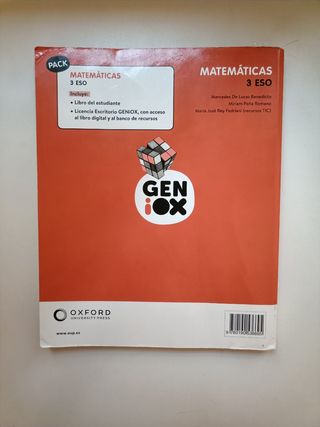 PACK
MATEMÁTICAS
3 ESO
Incluye:
• Libro del estudiante
• Licencia Escritorio GENiOX, con acceso
al libro digital y al banco de recursos
MATEMÁTICAS
3 ESO
Mercedes De Lucas Benedicto
Miriam Peña Romano
María José Rey Fedriani (recursos TIC)
GEN
iOX
OXFORD
UNIVERSITY PRESS
www.oup.es